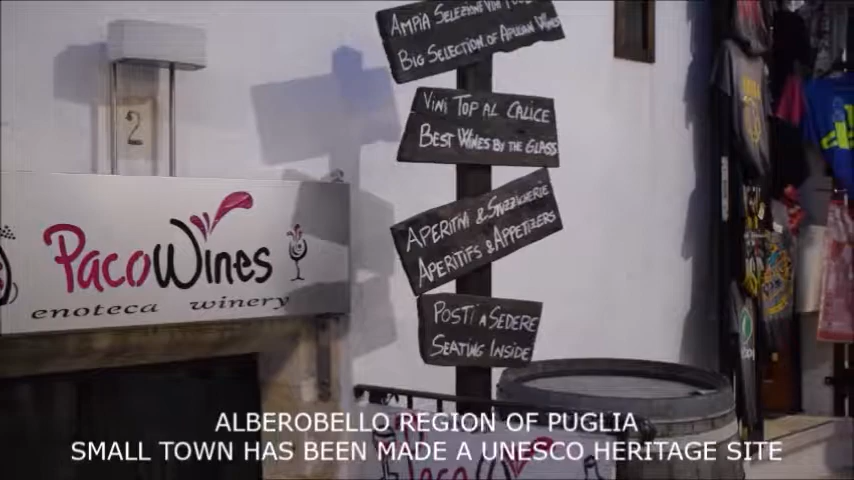 AMPIA SELEZIONE VINI
BIG SELECTION OF APULIAN WINES
2
VINI TOP AL CALICE
BEST WINES BY THE GLASS
PacoWines
enoteca winery
APERITIVI & STUZZICHERIE
APERITIFS & APPETIZERS
POSTI A SEDERE
SEATING INSIDE
ALBEROBELLO REGION OF PUGLIA
SMALL TOWN HAS BEEN MADE A UNESCO HERITAGE SITE